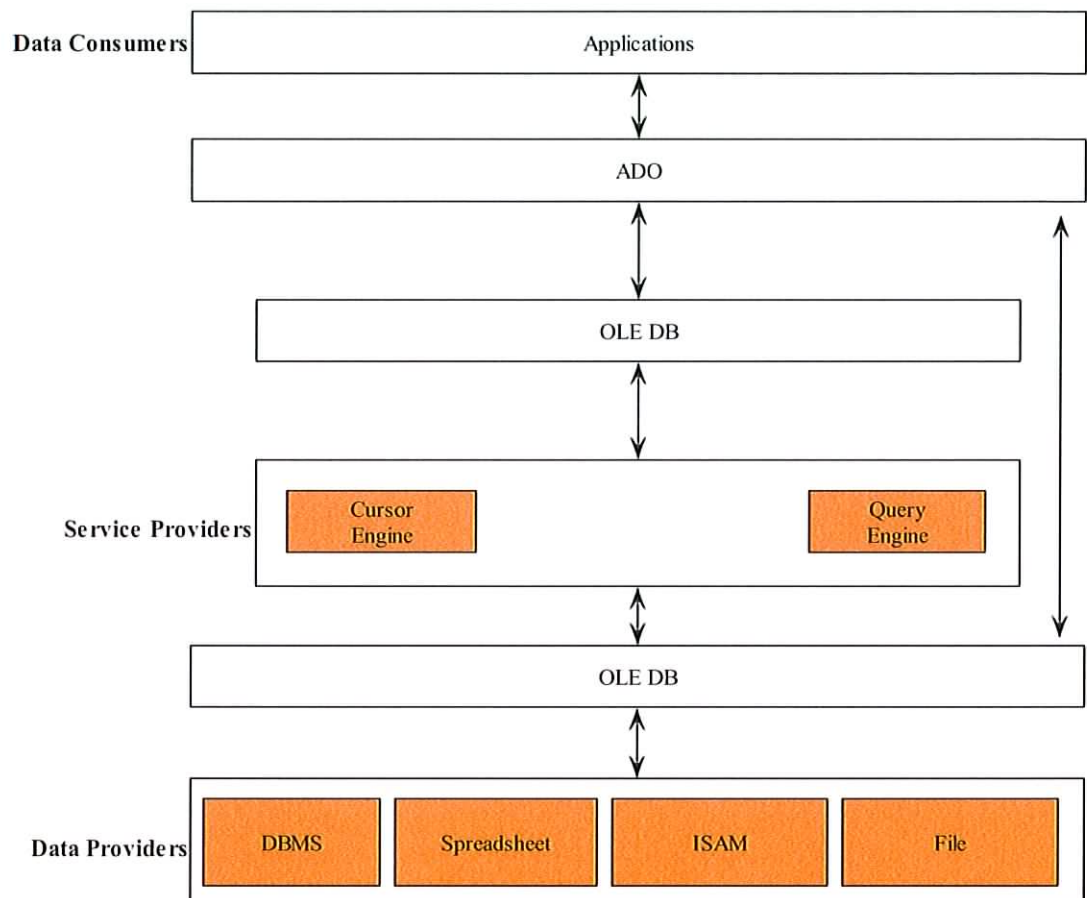 Data Consumers
Applications
ADO
OLE DB
Service Providers
Cursor
Engine
Query
Engine
OLE DB
Data Providers
DBMS
Spreadsheet
ISAM
File